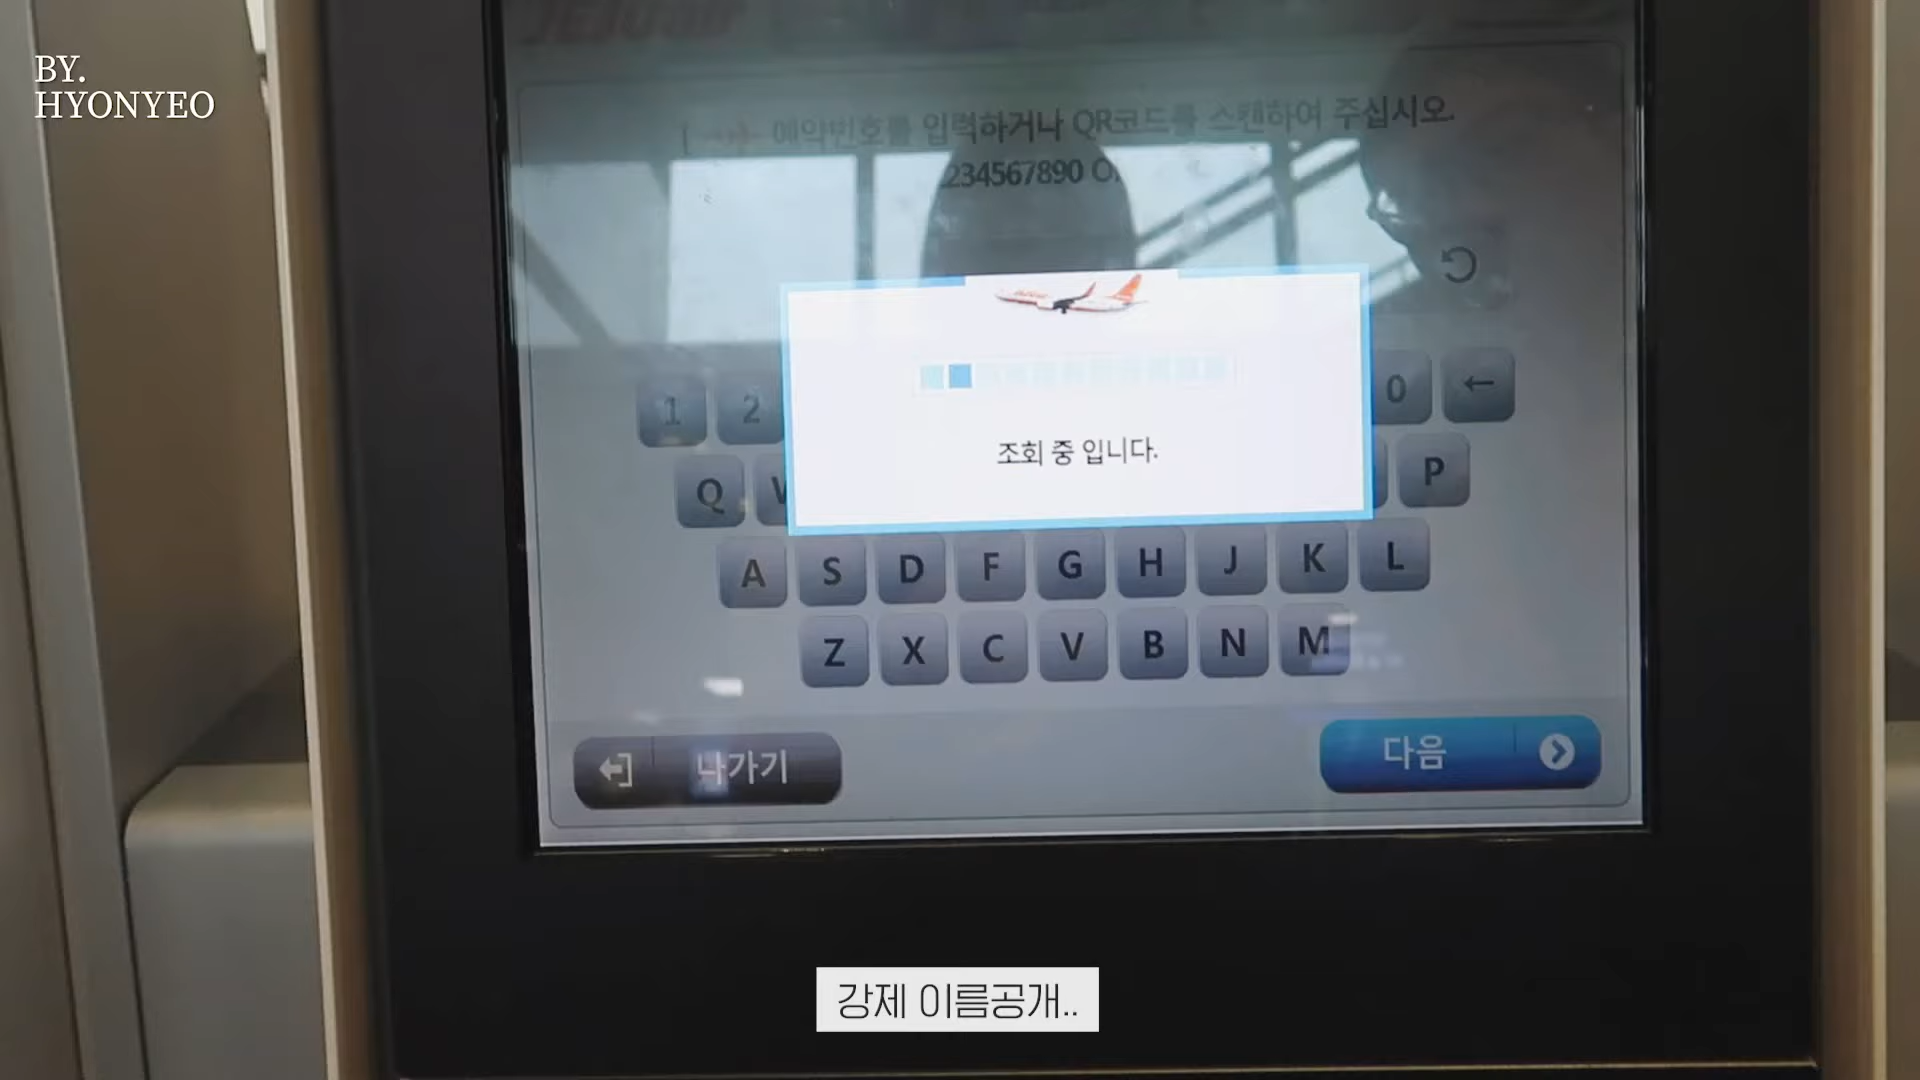 BY.
HYONYEO
JEJUair
예약번호를 입력하거나 QR코드를 스캔하여 주십시오.
234567890
1 2 0 ←
조회 중 입니다.
Q P
A S D F G H J K L
Z X C V B N M
나가기 다음
강제 이름공개..